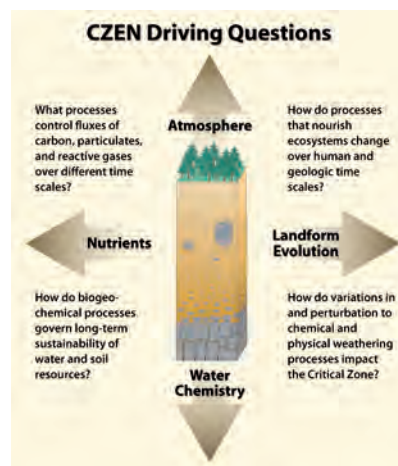 CZEN Driving Questions
What processes
control fluxes of
carbon, particulates,
and reactive gases
over different time
scales?
Atmosphere
How do processes
that nourish
ecosystems change
over human and
geologic time
scales?
Nutrients
Landform
Evolution
How do biogeo-
chemical processes
govern long-term
sustainability of
water and soil
resources?
How do variations in
and perturbation to
chemical and
physical weathering
processes impact
the Critical Zone?
Water
Chemistry